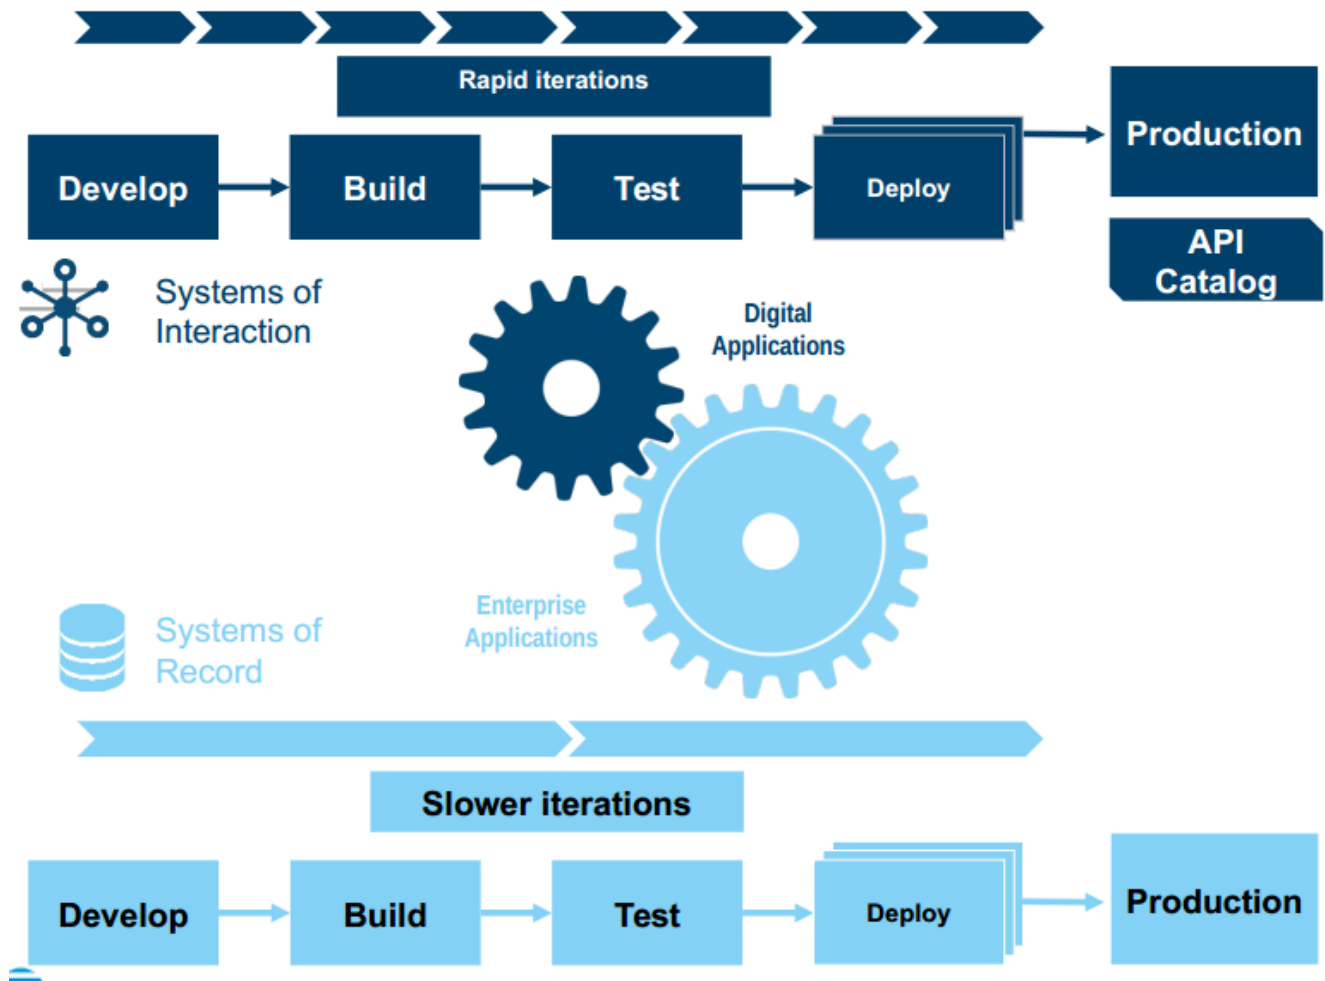 Rapid iterations
Develop
Build
Test
Deploy
Production
API
Catalog
Systems of
Interaction
Digital
Applications
Enterprise
Applications
Systems of
Record
Slower iterations
Develop
Build
Test
Deploy
Production